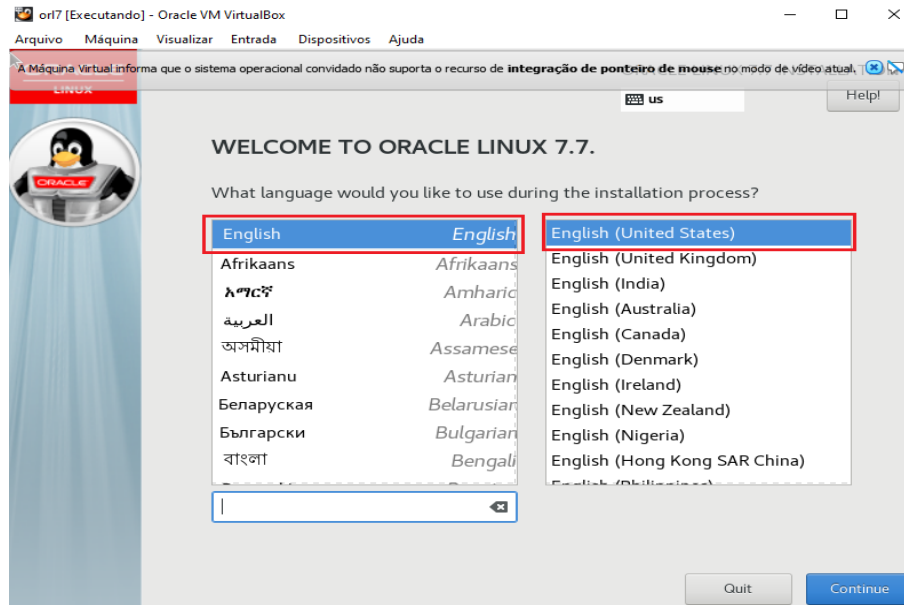 orl7 [Executando] - Oracle VM VirtualBox
Arquivo Máquina Visualizar Entrada Dispositivos Ajuda
A Máquina Virtual informa que o sistema operacional convidado não suporta o recurso de integração de ponteiro de mouse no modo de vídeo atual.
LINUX
us
Help!
ORACLE
WELCOME TO ORACLE LINUX 7.7.
What language would you like to use during the installation process?
English English English (United States)
Afrikaans Afrikaans English (United Kingdom)
አማርኛ Amharic English (India)
العربية Arabic English (Australia)
অসমীয়া Assamese English (Canada)
Asturianu Asturian English (Denmark)
Беларуская Belarusian English (Ireland)
Български Bulgarian English (New Zealand)
বাংলা Bengali English (Nigeria)
English (Hong Kong SAR China)
English (Philippines)
Quit Continue